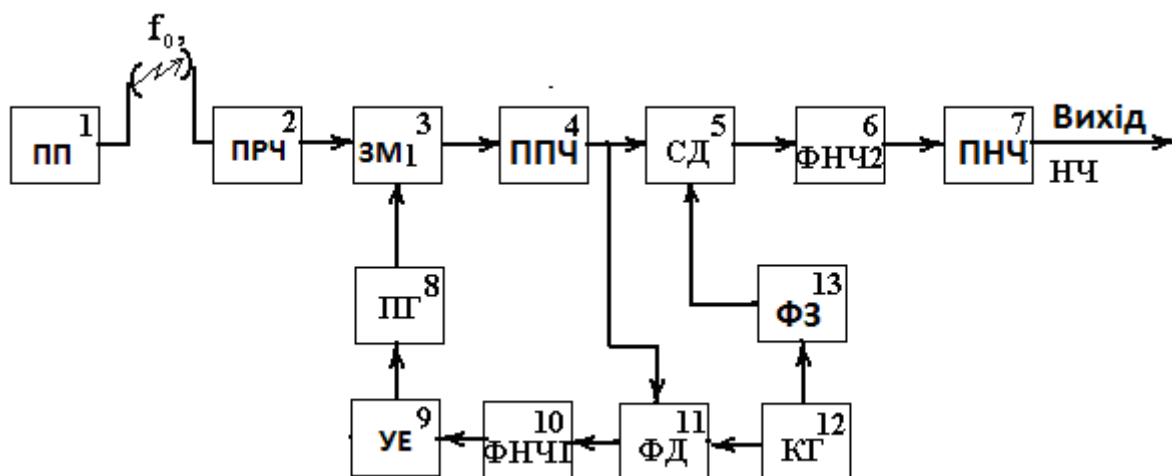 f₀,
1
ПП
2
ПРЧ
3
ЗМ1
4
ППЧ
5
СД
6
ФНЧ2
7
ПНЧ
Вихід
НЧ
8
ПГ
13
ФЗ
9
УЕ
10
ФНЧ1
11
ФД
12
КГ